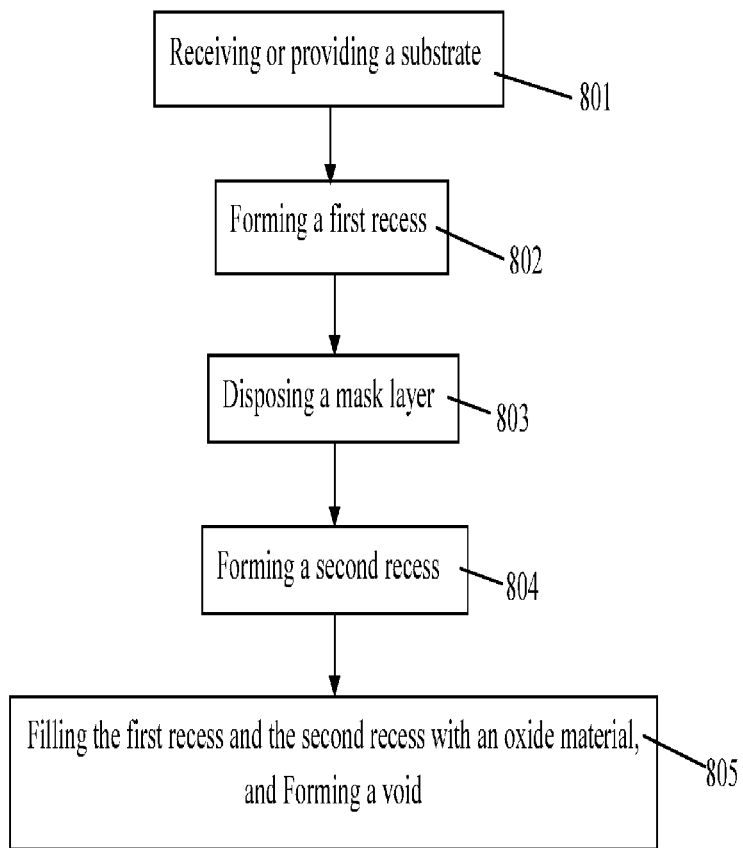 Receiving or providing a substrate
801
Forming a first recess
802
Disposing a mask layer
803
Forming a second recess
804
Filling the first recess and the second recess with an oxide material,
and Forming a void
805